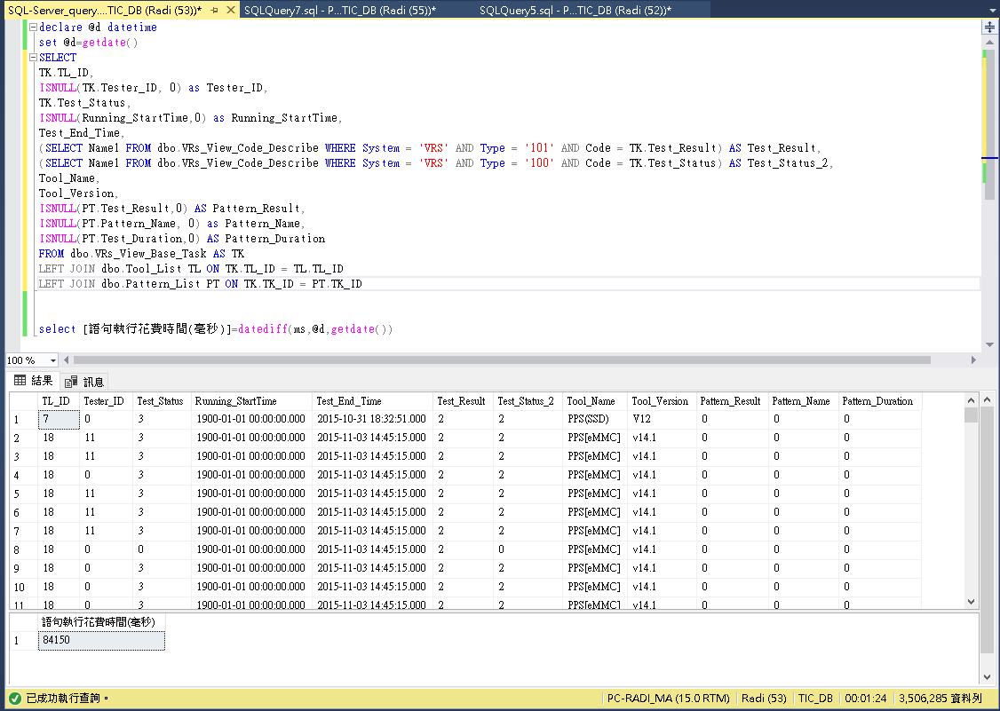 SQL-Server_query....TIC_DB (Radi (53))* SQLQuery7.sql - P...TIC_DB (Radi (55))* SQLQuery5.sql - P...TIC_DB (Radi (52))*
declare @d datetime
set @d=getdate()
SELECT
TK.TL_ID,
ISNULL(TK.Tester_ID, 0) as Tester_ID,
TK.Test_Status,
ISNULL(Running_StartTime,0) as Running_StartTime,
Test_End_Time,
(SELECT Name1 FROM dbo.VRs_View_Code_Describe WHERE System = 'VRS' AND Type = '101' AND Code = TK.Test_Result) AS Test_Result,
(SELECT Name1 FROM dbo.VRs_View_Code_Describe WHERE System = 'VRS' AND Type = '100' AND Code = TK.Test_Status) AS Test_Status_2,
Tool_Name,
Tool_Version,
ISNULL(PT.Test_Result,0) AS Pattern_Result,
ISNULL(PT.Pattern_Name, 0) as Pattern_Name,
ISNULL(PT.Test_Duration,0) AS Pattern_Duration
FROM dbo.VRs_View_Base_Task AS TK
LEFT JOIN dbo.Tool_List TL ON TK.TL_ID = TL.TL_ID
LEFT JOIN dbo.Pattern_List PT ON TK.TK_ID = PT.TK_ID
select [語句執行花費時間(毫秒)]=datediff(ms,@d,getdate())
100 %
結果 訊息
TL_ID Tester_ID Test_Status Running_StartTime Test_End_Time Test_Result Test_Status_2 Tool_Name Tool_Version Pattern_Result Pattern_Name Pattern_Duration
1 7 0 3 1900-01-01 00:00:00.000 2015-10-31 18:32:51.000 2 2 PPS(SSD) V12 0 0 0
2 18 11 3 1900-01-01 00:00:00.000 2015-11-03 14:45:15.000 2 2 PPS[eMMC] v14.1 0 0 0
3 18 11 3 1900-01-01 00:00:00.000 2015-11-03 14:45:15.000 2 2 PPS[eMMC] v14.1 0 0 0
4 18 0 3 1900-01-01 00:00:00.000 2015-11-03 14:45:15.000 2 2 PPS[eMMC] v14.1 0 0 0
5 18 11 3 1900-01-01 00:00:00.000 2015-11-03 14:45:15.000 2 2 PPS[eMMC] v14.1 0 0 0
6 18 11 3 1900-01-01 00:00:00.000 2015-11-03 14:45:15.000 2 2 PPS[eMMC] v14.1 0 0 0
7 18 11 3 1900-01-01 00:00:00.000 2015-11-03 14:45:15.000 2 2 PPS[eMMC] v14.1 0 0 0
8 18 0 0 1900-01-01 00:00:00.000 2015-11-03 14:45:15.000 2 0 PPS[eMMC] v14.1 0 0 0
9 18 0 3 1900-01-01 00:00:00.000 2015-11-03 14:45:15.000 2 2 PPS[eMMC] v14.1 0 0 0
10 18 0 3 1900-01-01 00:00:00.000 2015-11-03 14:45:15.000 2 2 PPS[eMMC] v14.1 0 0 0
11 18 0 3 1900-01-01 00:00:00.000 2015-11-03 14:45:15.000 2 2 PPS[eMMC] v14.1 0 0 0
語句執行花費時間(毫秒)
1 84150
已成功執行查詢。 PC-RADI_MA (15.0 RTM) Radi (53) TIC_DB 00:01:24 3,506,285 資料列